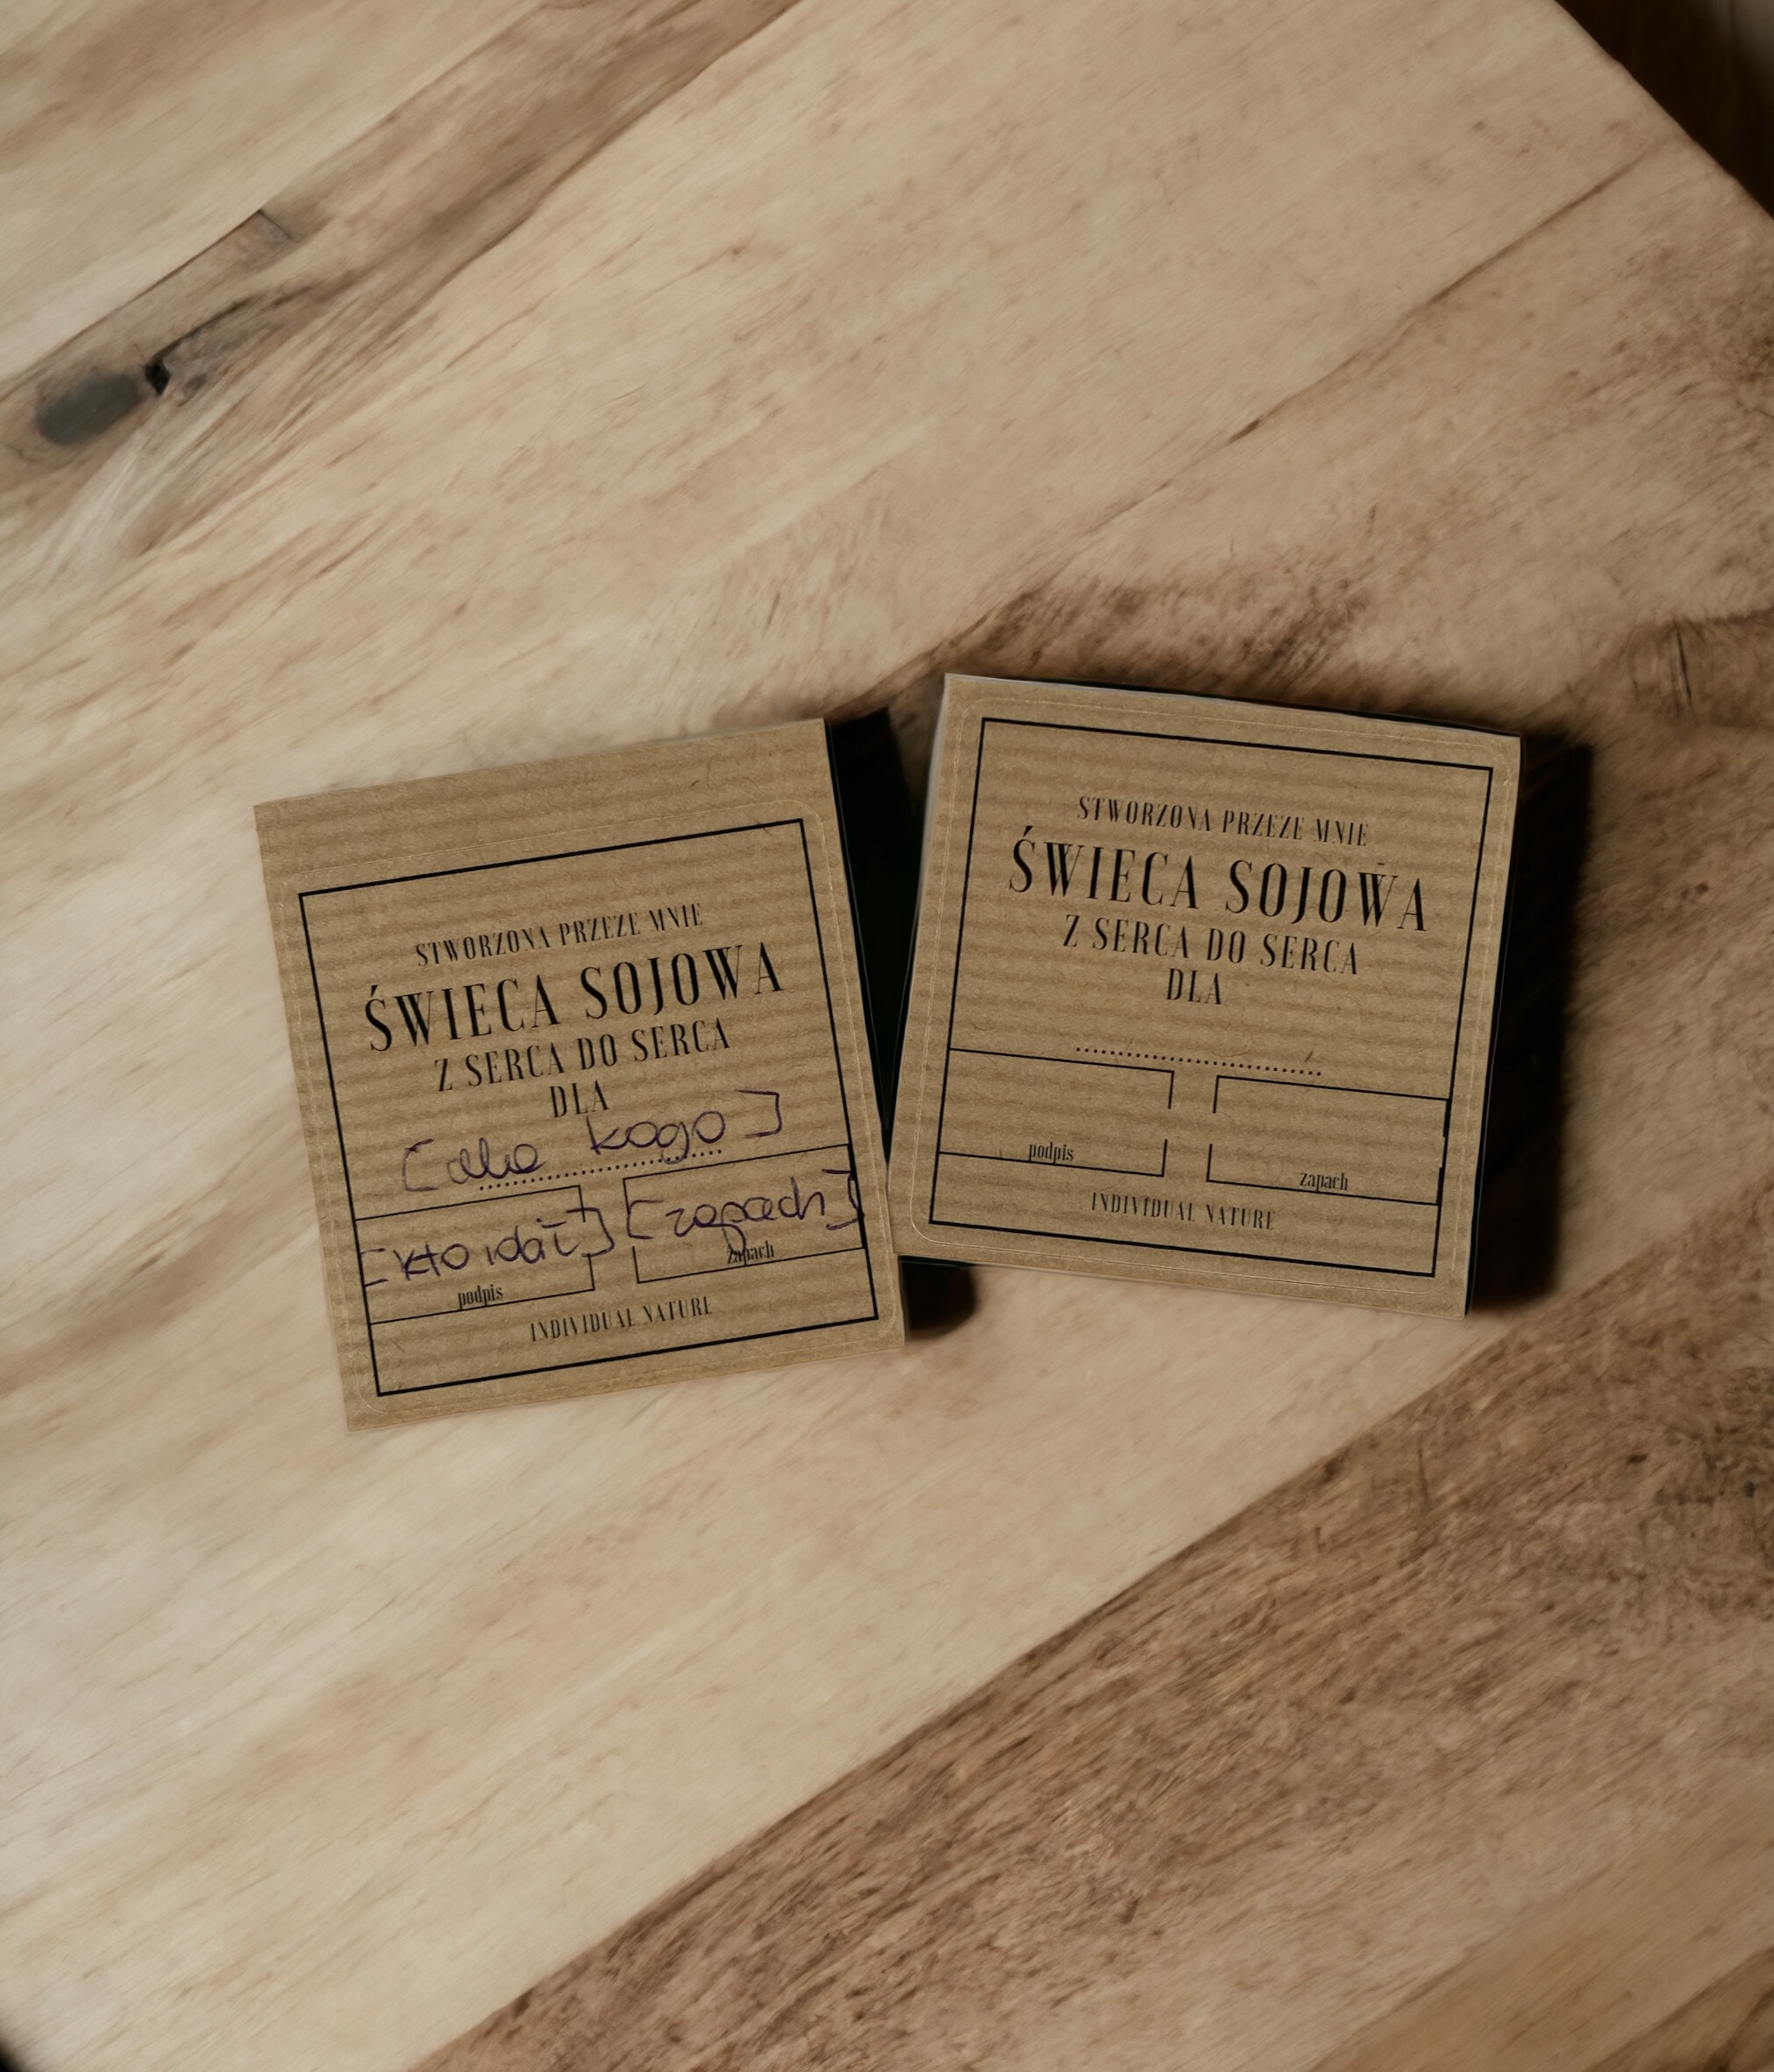 STWORZONA PRZEZE MNIE
ŚWIECA SOJOWA
Z SERCA DO SERCA
DLA
[dla kogo]
[kto robił] [zapach]
podpis zapach
INDIVIDUAL NATURE
STWORZONA PRZEZE MNIE
ŚWIECA SOJOWA
Z SERCA DO SERCA
DLA
....................................
podpis zapach
INDIVIDUAL NATURE